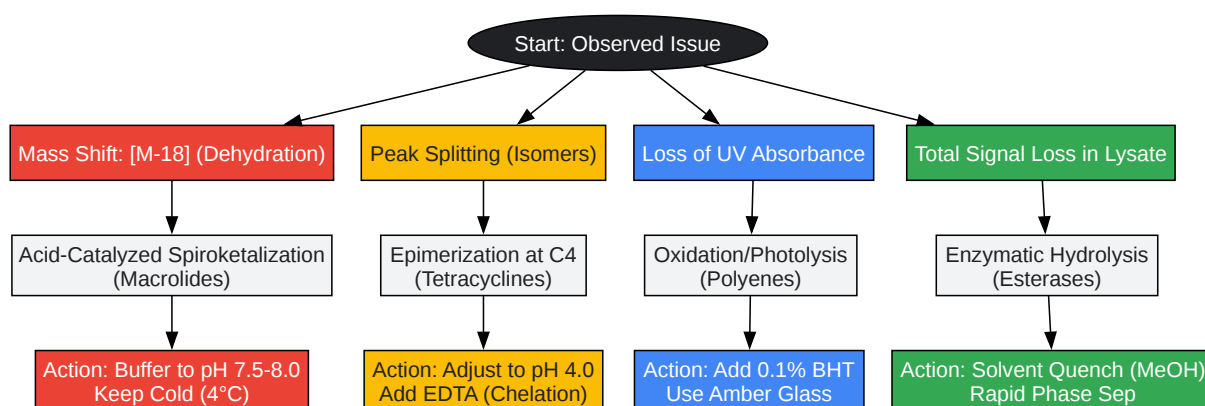 Start: Observed Issue
Mass Shift: [M-18] (Dehydration)
Peak Splitting (Isomers)
Loss of UV Absorbance
Total Signal Loss in Lysate
Acid-Catalyzed Spiroketalization
(Macrolides)
Epimerization at C4
(Tetracyclines)
Oxidation/Photolysis
(Polyenes)
Enzymatic Hydrolysis
(Esterases)
Action: Buffer to pH 7.5-8.0
Keep Cold (4°C)
Action: Adjust to pH 4.0
Add EDTA (Chelation)
Action: Add 0.1% BHT
Use Amber Glass
Action: Solvent Quench (MeOH)
Rapid Phase Sep